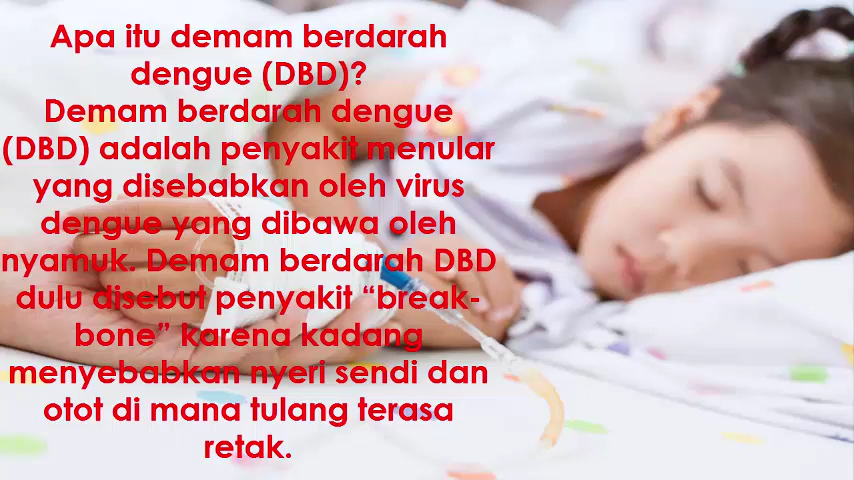 Apa itu demam berdarah
dengue (DBD)?
Demam berdarah dengue
(DBD) adalah penyakit menular
yang disebabkan oleh virus
dengue yang dibawa oleh
nyamuk. Demam berdarah DBD
dulu disebut penyakit “break-
bone” karena kadang
menyebabkan nyeri sendi dan
otot di mana tulang terasa
retak.